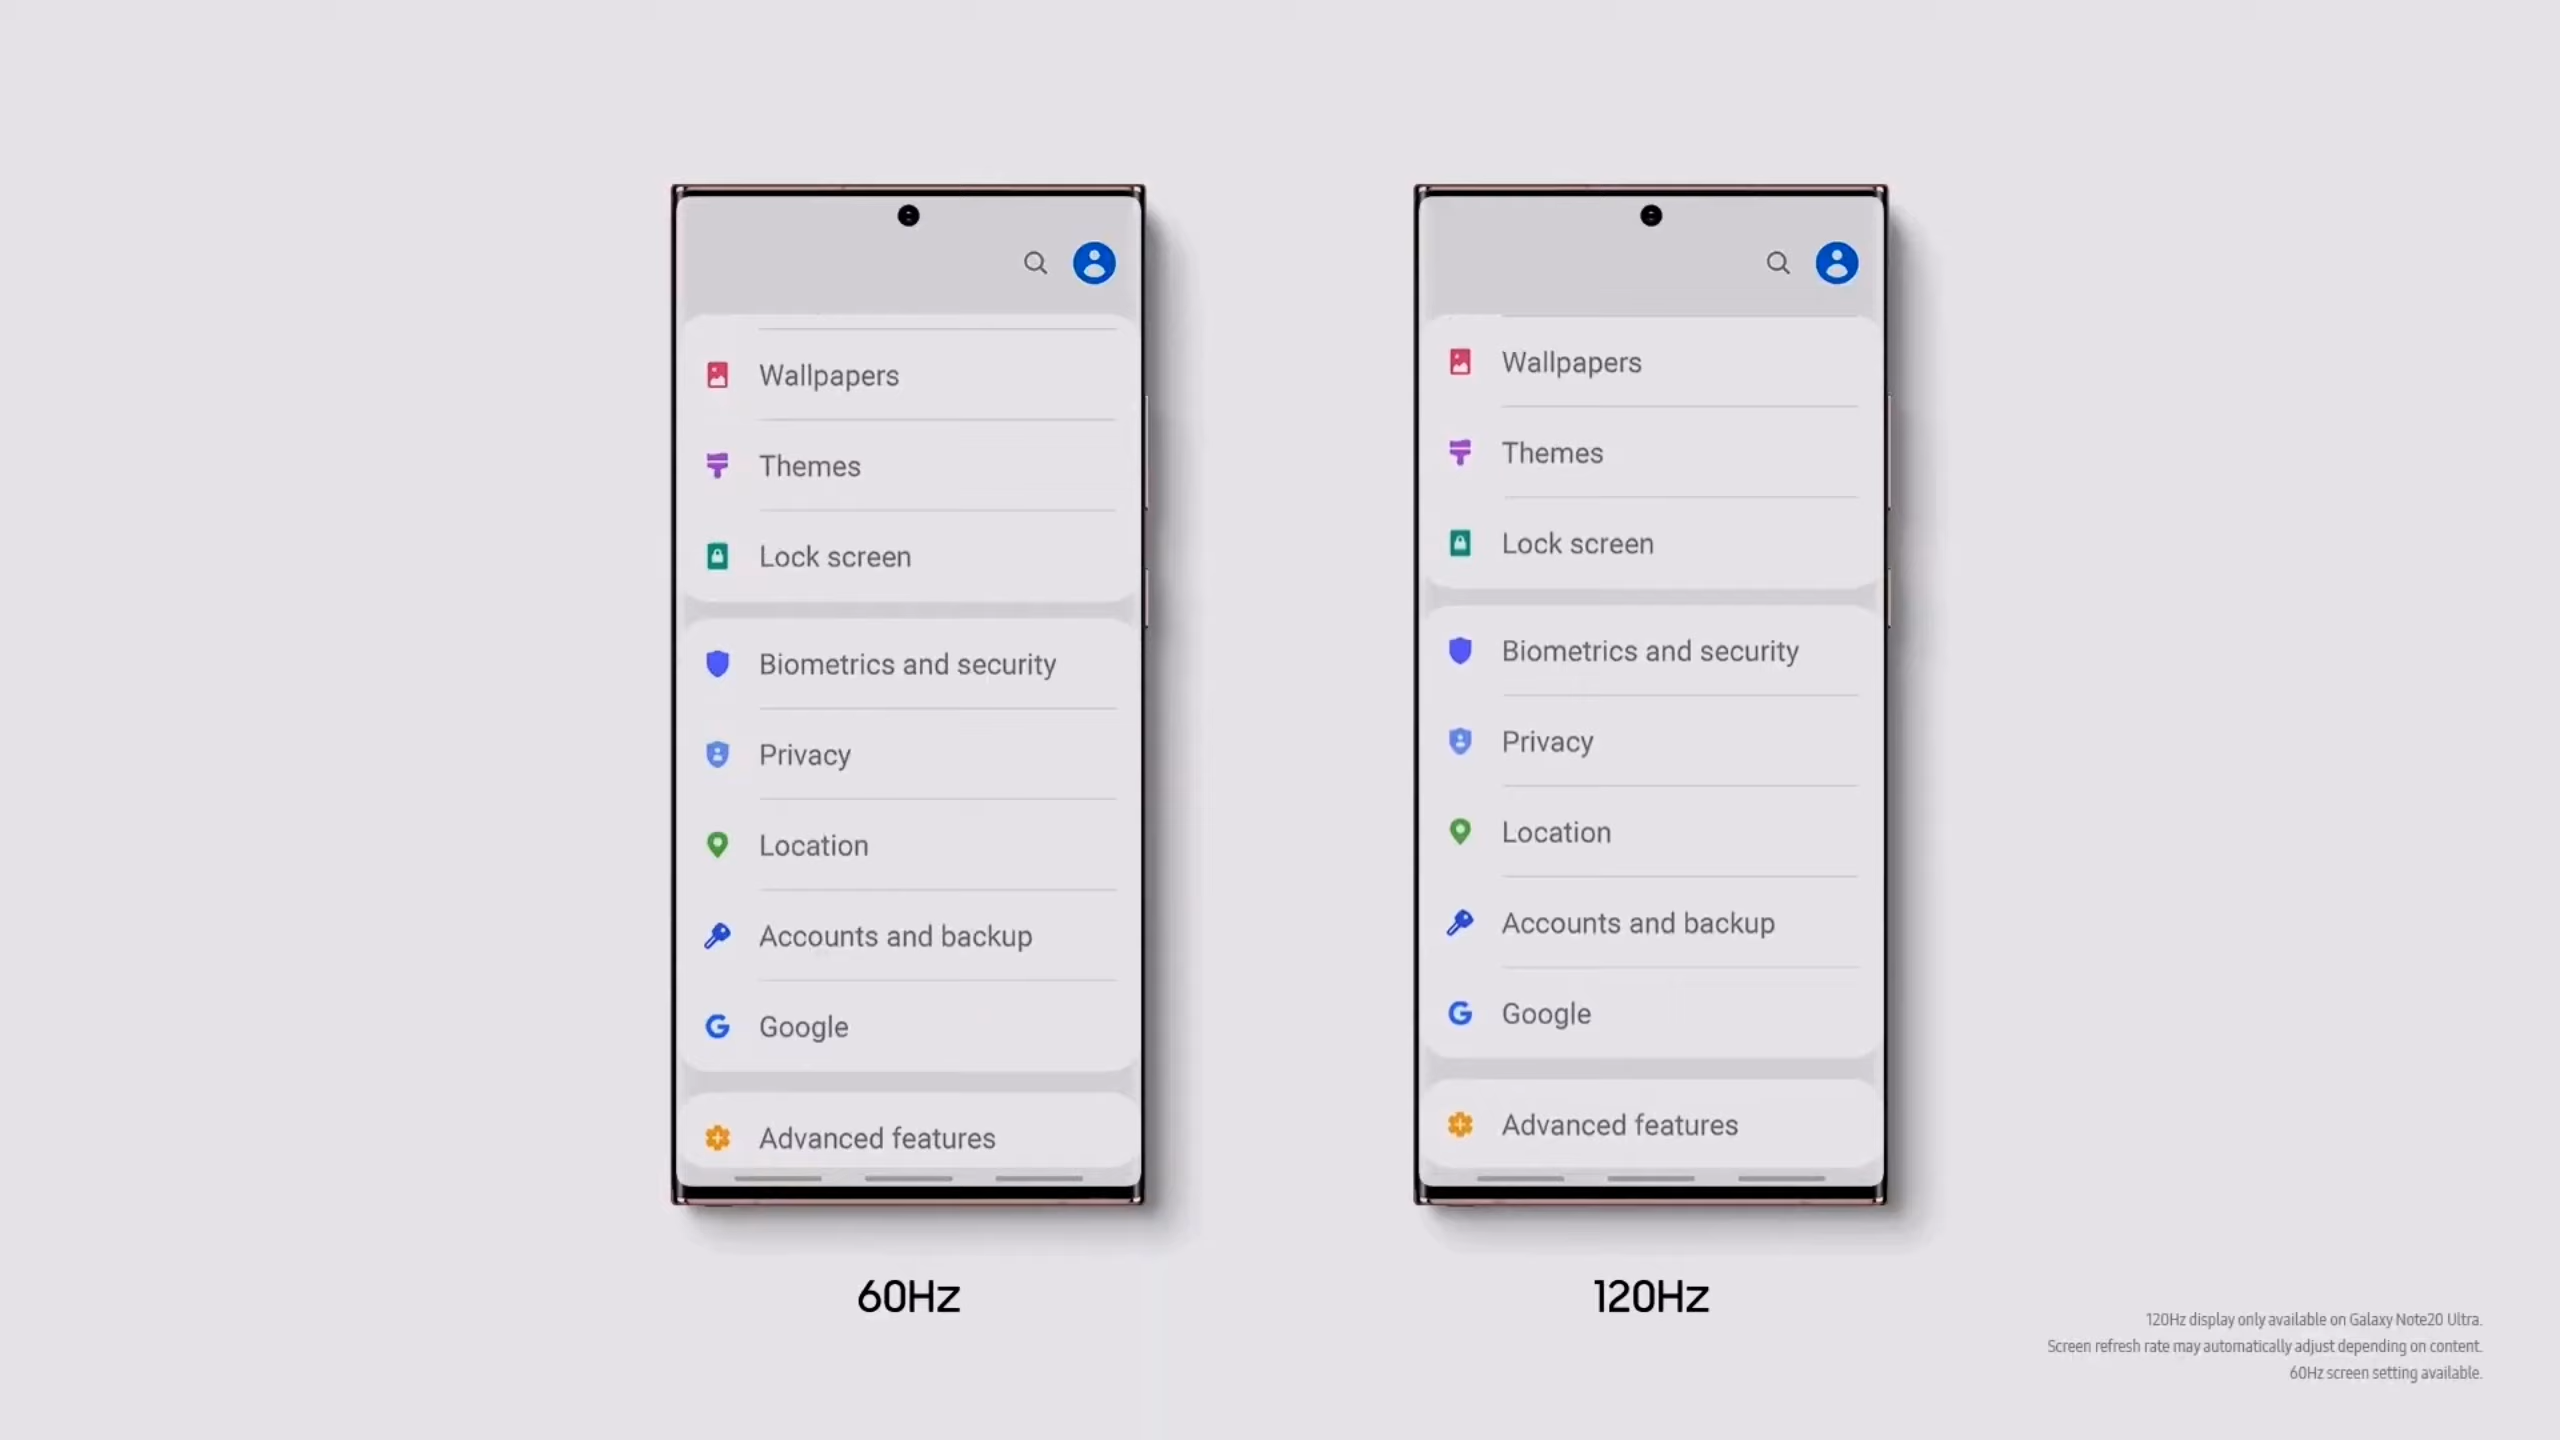 Wallpapers
Themes
Lock screen
Biometrics and security
Privacy
Location
Accounts and backup
Google
Advanced features
60Hz
Wallpapers
Themes
Lock screen
Biometrics and security
Privacy
Location
Accounts and backup
Google
Advanced features
120Hz
120Hz display only available on Galaxy Note20 Ultra.
Screen refresh rate may automatically adjust depending on content.
60Hz screen setting available.